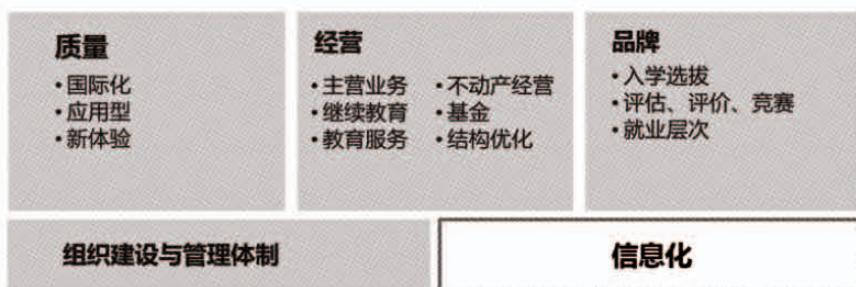 质量
• 国际化
• 应用型
• 新体验
经营
• 主营业务
• 继续教育
• 教育服务
• 不动产经营
• 基金
• 结构优化
品牌
• 入学选拔
• 评估、评价、竞赛
• 就业层次
组织建设与管理体制
信息化